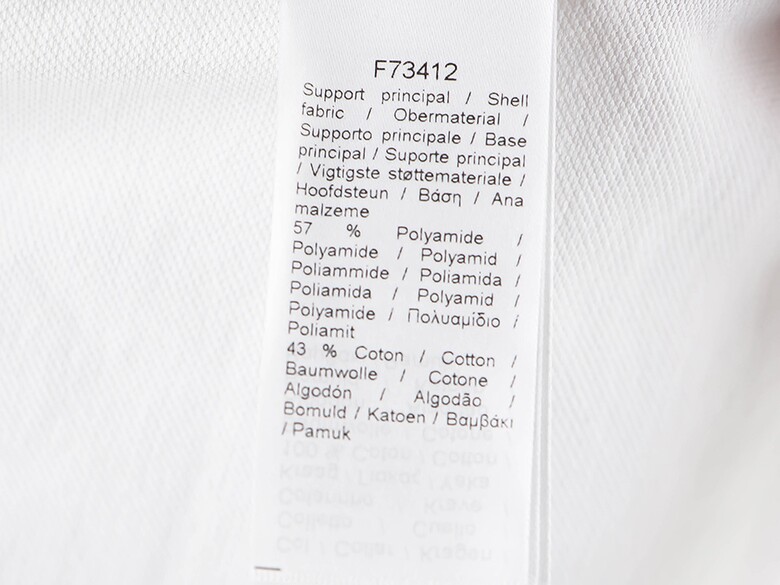 F73412
Support principal / Shell
fabric / Obermaterial /
Supporto principale / Base
principal / Suporte principal
/ Vigtigste støttemateriale /
Hoofdsteun / Βάση / Ana
malzeme
57 % Polyamide /
Polyamide / Polyamid /
Poliammide / Poliamida /
Poliamida / Polyamid /
Polyamide / Πολυαμίδιο /
Poliamit
43 % Coton / Cotton /
Baumwolle / Cotone /
Algodón / Algodão /
Bomuld / Katoen / Βαμβάκι
/ Pamuk